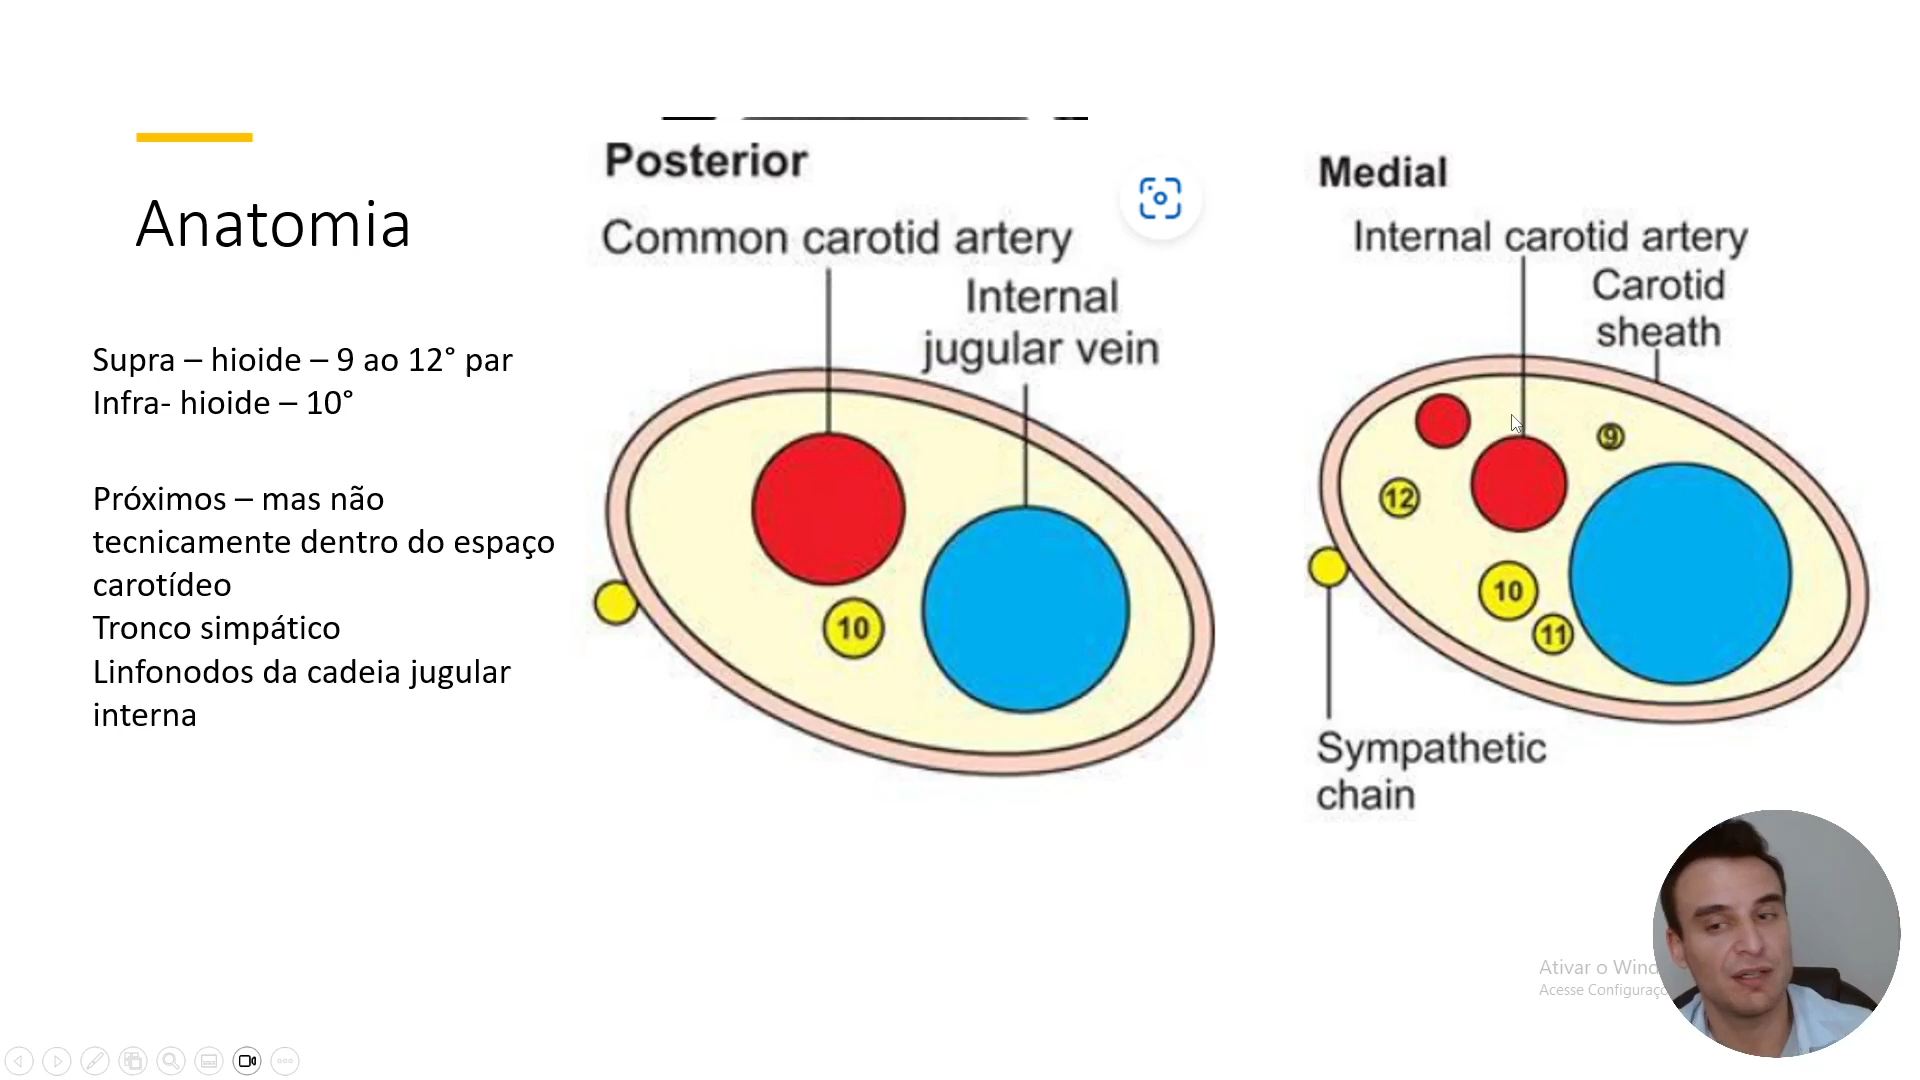 Anatomia
Supra – hioide – 9 ao 12° par
Infra- hioide – 10°
Próximos – mas não
tecnicamente dentro do espaço
carotídeo
Tronco simpático
Linfonodos da cadeia jugular
interna
Posterior
Common carotid artery
Internal
jugular vein
10
Medial
Internal carotid artery
Carotid
sheath
9
12
10
11
Sympathetic
chain
Ativar o Wind
Acesse Configuraço